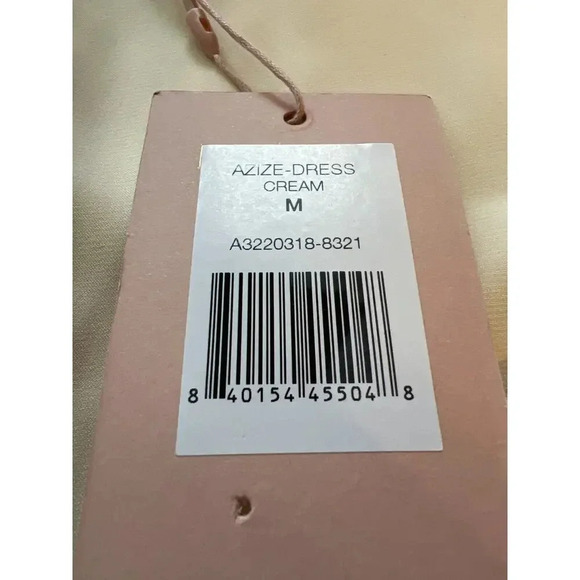 AZIZE-DRESS
CREAM
M
A3220318-8321
8 40154 45504 8